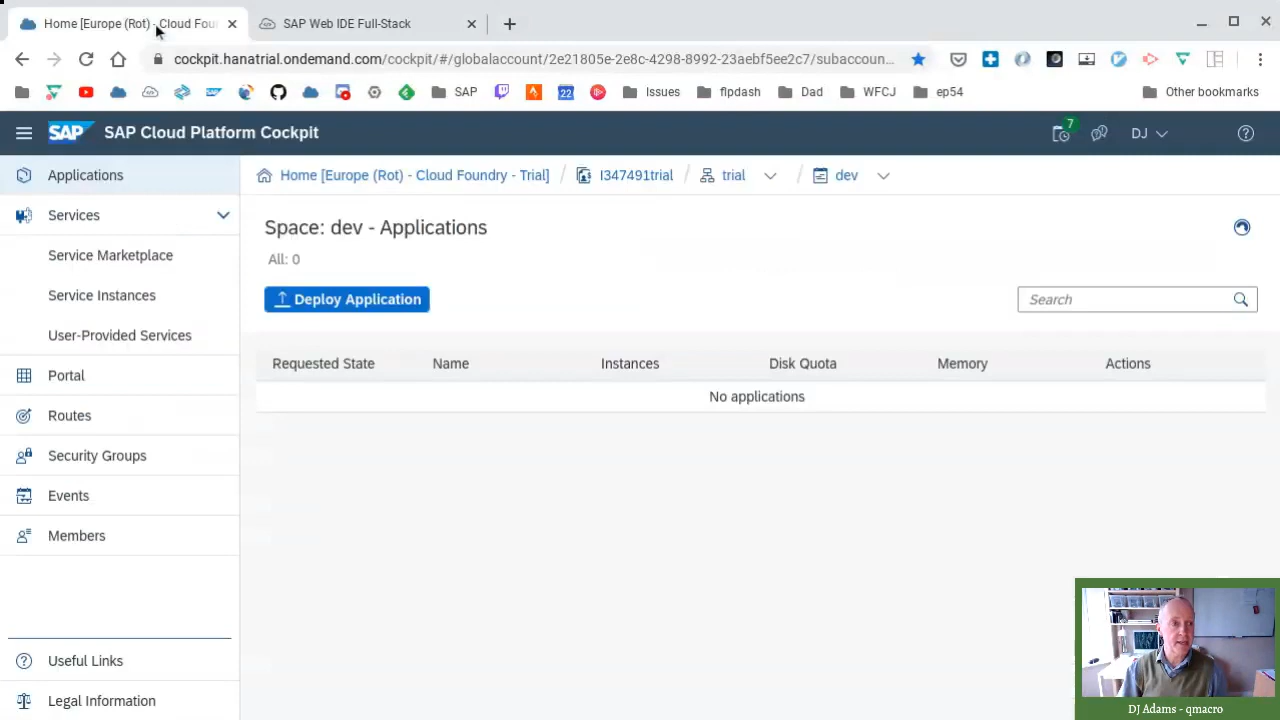 Home [Europe (Rot) - Cloud Fou
SAP Web IDE Full-Stack
cockpit.hanatrial.ondemand.com/cockpit/#/globalaccount/2e21805e-2e8c-4298-8992-23aebf5ee2c7/subaccoun...
22
SAP
Issues
flpdash
Dad
WFCJ
ep54
Other bookmarks
SAP
SAP Cloud Platform Cockpit
7
DJ
Applications
Home [Europe (Rot) - Cloud Foundry - Trial]
/
I347491trial
/
trial
/
dev
Services
Service Marketplace
Service Instances
User-Provided Services
Portal
Routes
Security Groups
Events
Members
Useful Links
Legal Information
Space: dev - Applications
All: 0
Deploy Application
Search
Requested State
Name
Instances
Disk Quota
Memory
Actions
No applications
DJ Adams - qmacro